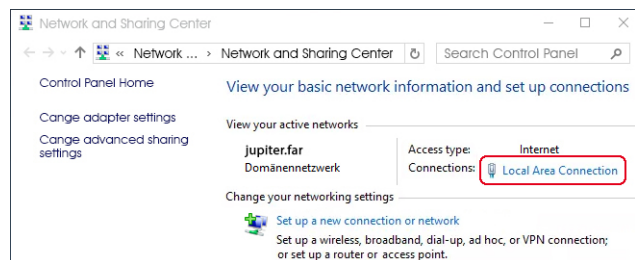 Network and Sharing Center
« Network ... › Network and Sharing Center
Search Control Panel
Control Panel Home
View your basic network information and set up connections
Cange adapter settings
Cange advanced sharing
settings
View your active networks
jupiter.far
Domänennetzwerk
Access type: Internet
Connections: Local Area Connection
Change your networking settings
Set up a new connection or network
Set up a wireless, broadband, dial-up, ad hoc, or VPN connection;
or set up a router or access point.